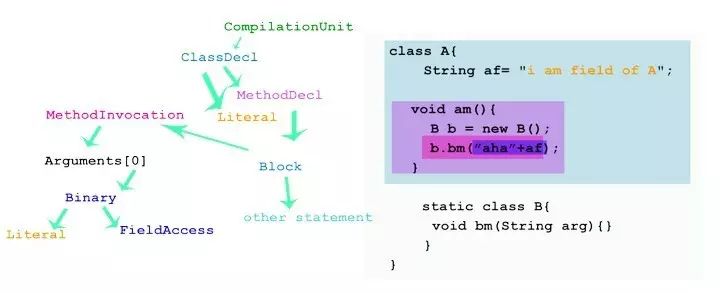 CompilationUnit
ClassDecl
MethodDecl
MethodInvocation
Literal
Arguments[0]
Block
Binary
other statement
Literal
FieldAccess
class A{
String af= "i am field of A";
void am(){
B b = new B();
b.bm("aha"+af);
}
static class B{
void bm(String arg){}
}
}